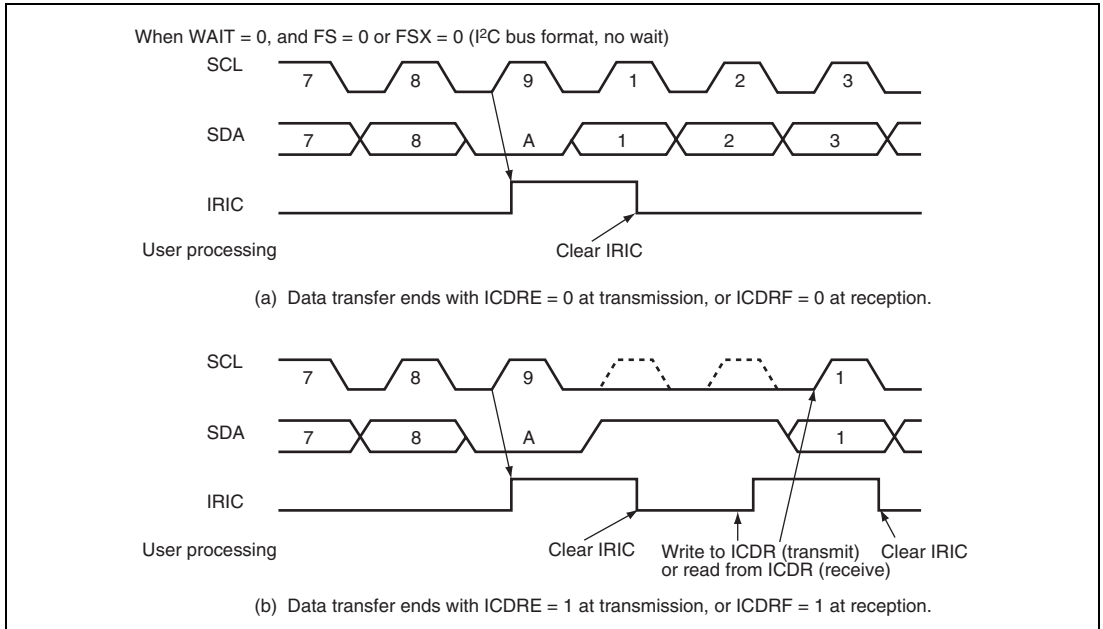 When WAIT = 0, and FS = 0 or FSX = 0 (I²C bus format, no wait)
SCL
7 8 9 1 2 3
SDA
7 8 A 1 2 3
IRIC
User processing Clear IRIC
(a) Data transfer ends with ICDRE = 0 at transmission, or ICDRF = 0 at reception.
SCL
7 8 9 1
SDA
7 8 A 1
IRIC
User processing Clear IRIC Write to ICDR (transmit) Clear IRIC
or read from ICDR (receive)
(b) Data transfer ends with ICDRE = 1 at transmission, or ICDRF = 1 at reception.